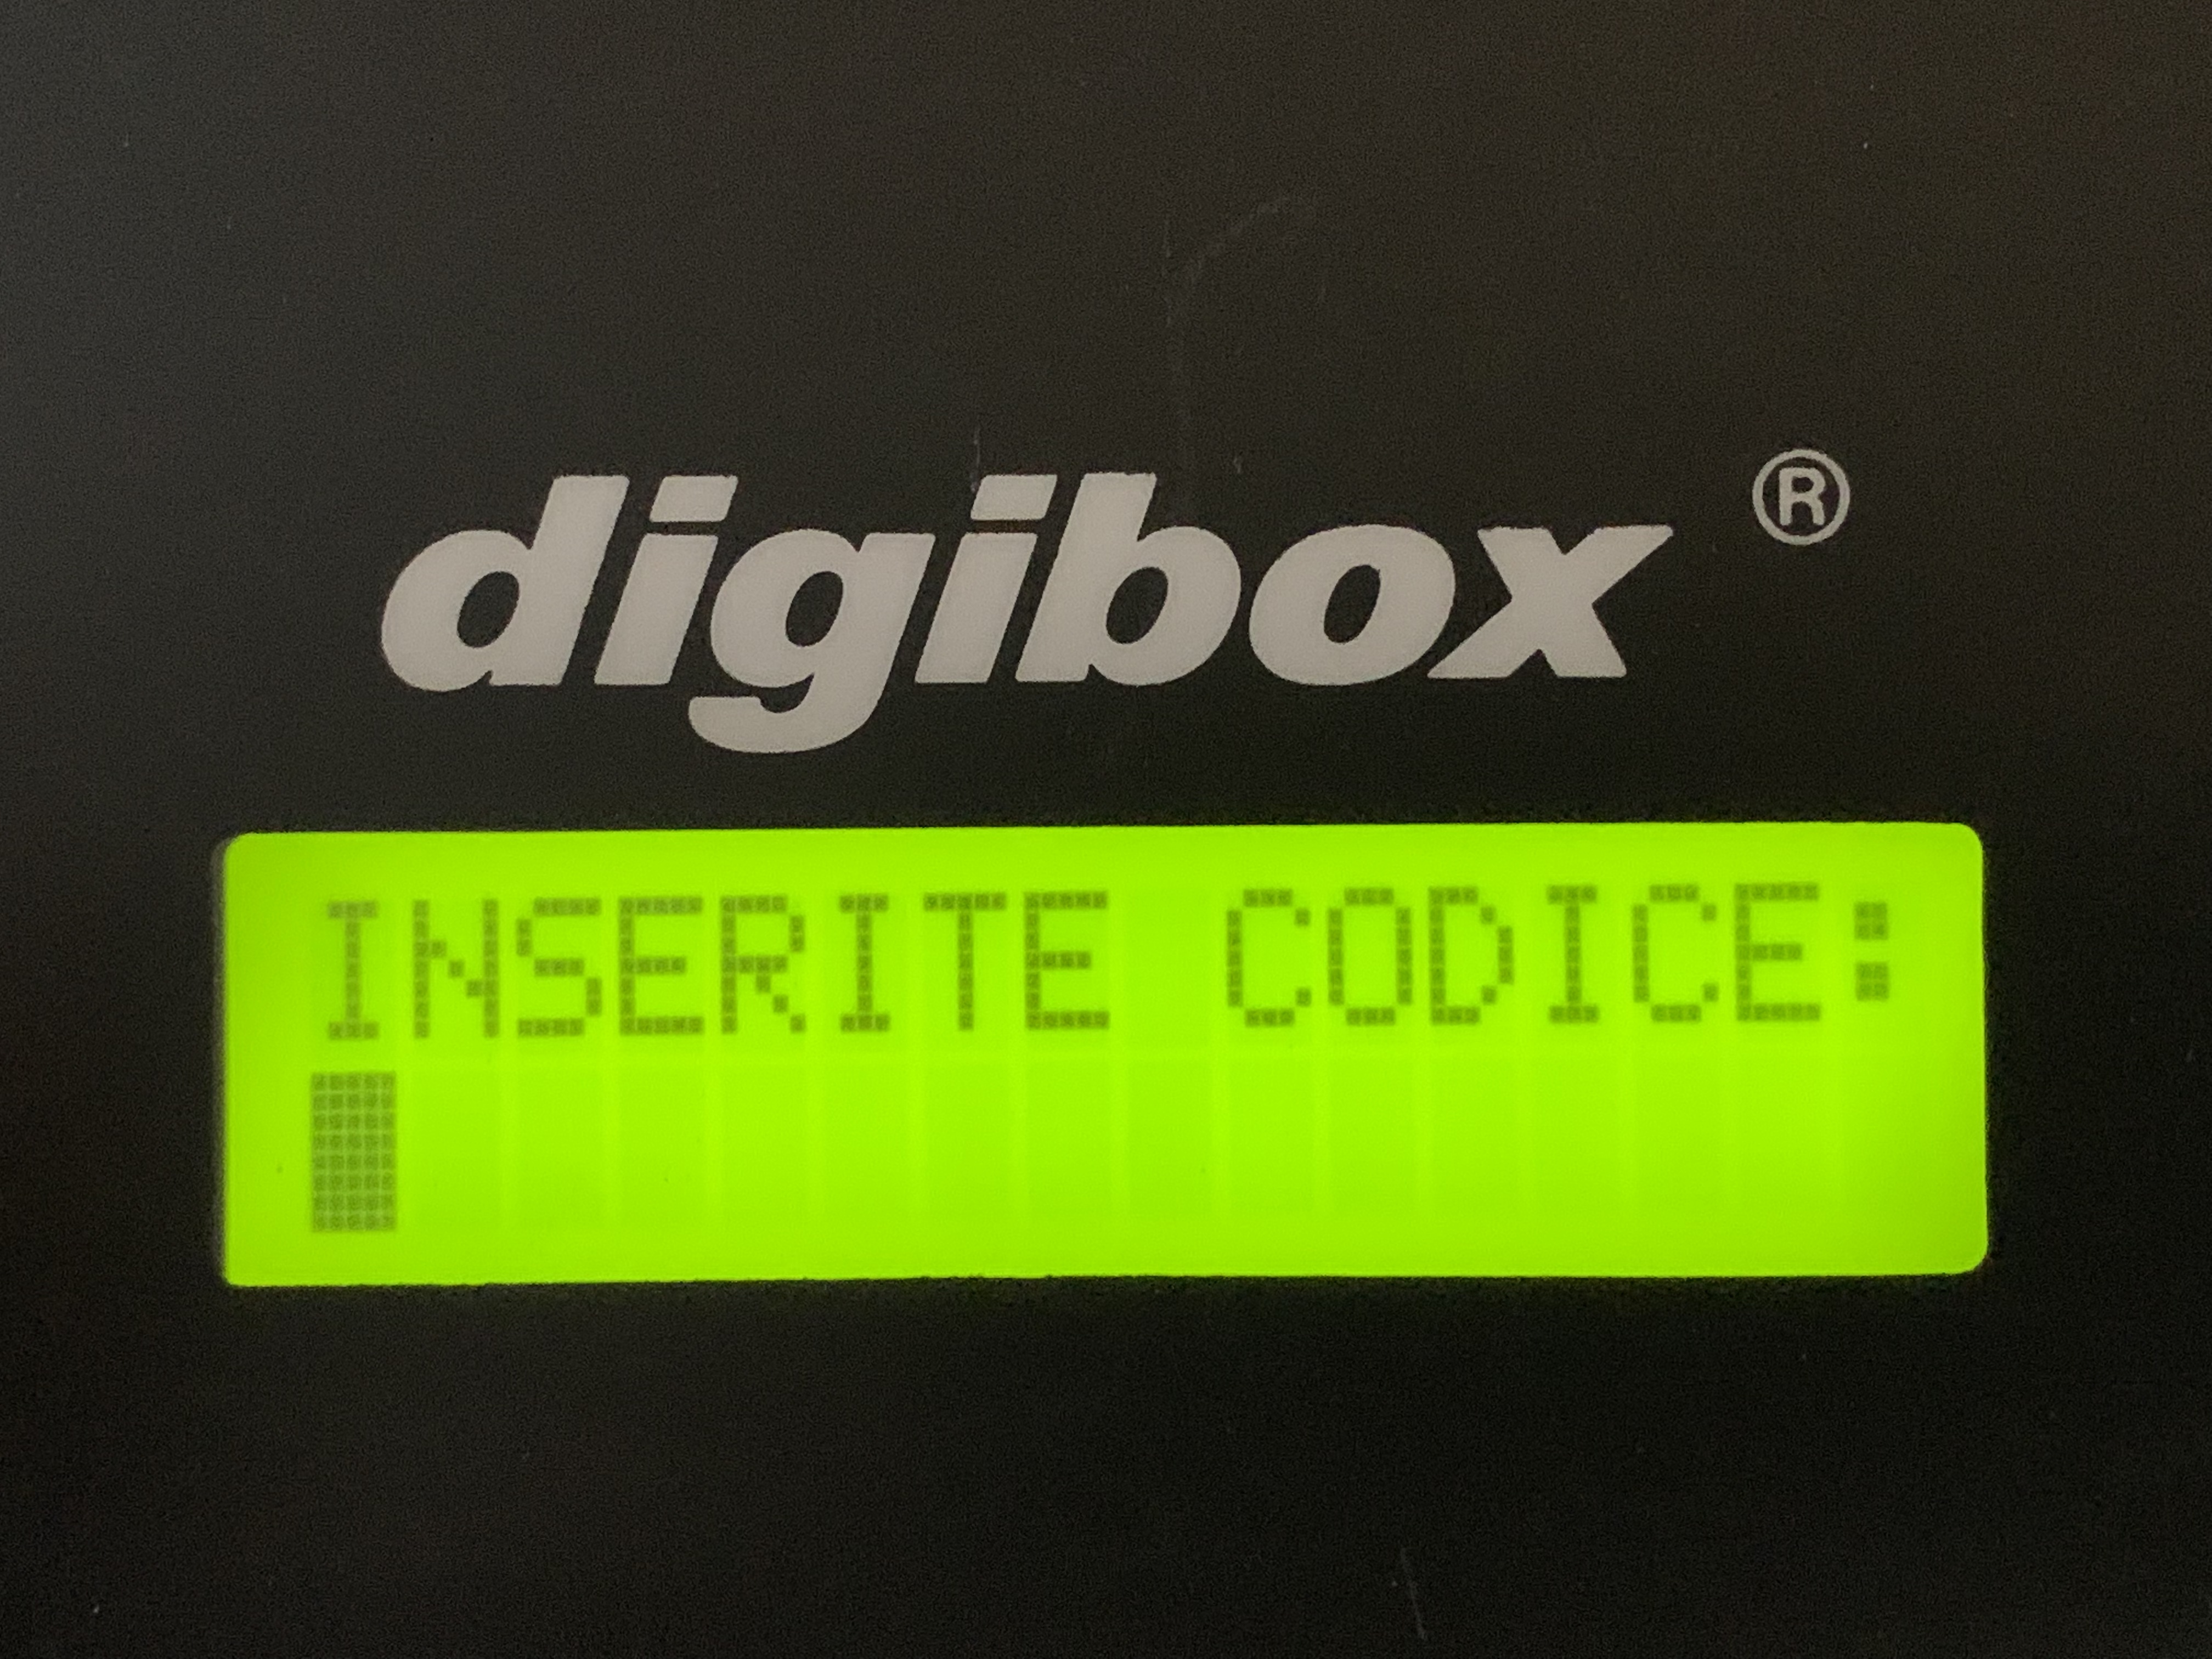 digibox ®
INSERITE CODICE: